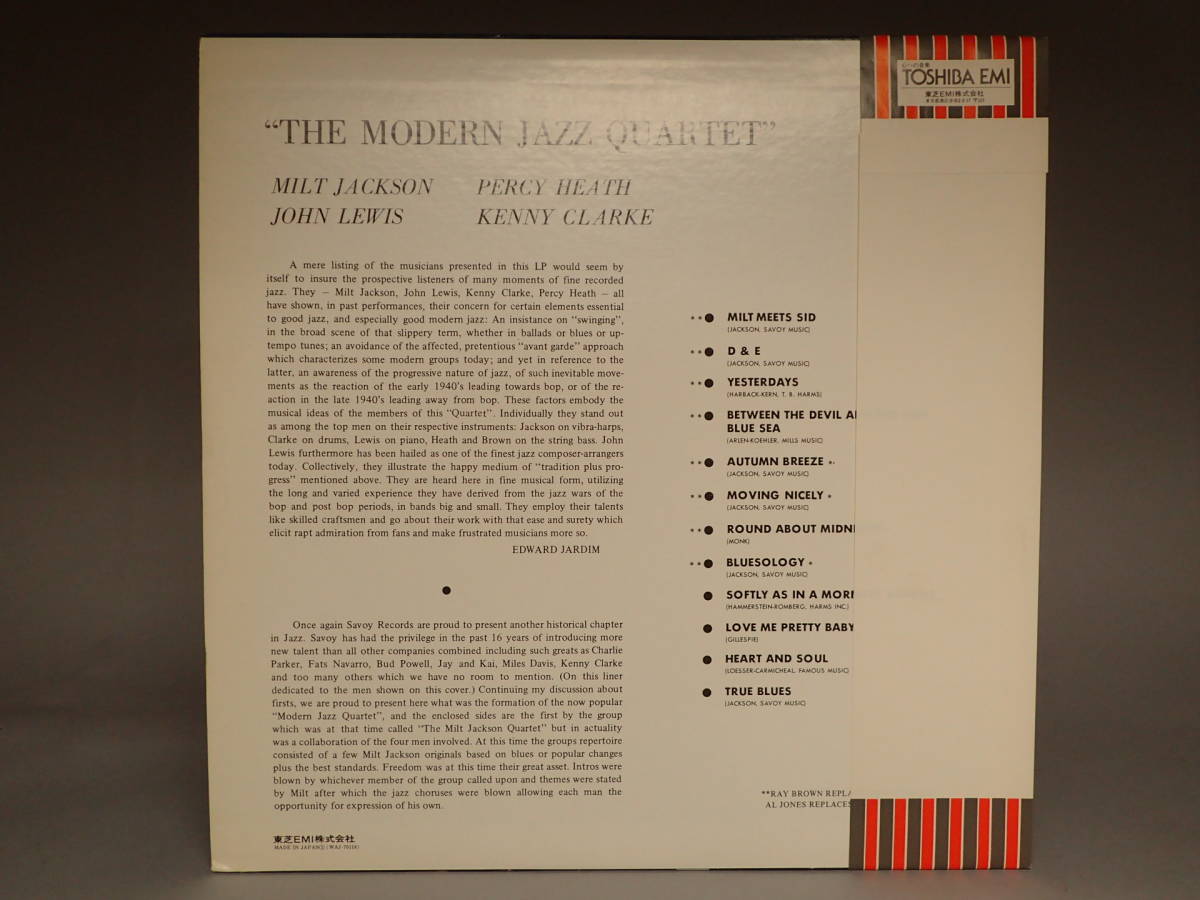 心への音楽
TOSHIBA EMI
東芝EMI株式会社
“THE MODERN JAZZ QUARTET”
MILT JACKSON PERCY HEATH
JOHN LEWIS KENNY CLARKE
A mere listing of the musicians presented in this LP would seem by
itself to insure the prospective listeners of many moments of fine recorded
jazz. They — Milt Jackson, John Lewis, Kenny Clarke, Percy Heath — all
have shown, in past performances, their concern for certain elements essential
to good jazz, and especially good modern jazz: An insistance on “swinging”,
in the broad scene of that slippery term, whether in ballads or blues or up-
tempo tunes; an avoidance of the affected, pretentious “avant garde” approach
which characterizes some modern groups today; and yet in reference to the
latter, an awareness of the progressive nature of jazz, of such inevitable move-
ments as the reaction of the early 1940's leading towards bop, or of the re-
action in the late 1940's leading away from bop. These factors embody the
musical ideas of the members of this “Quartet”. Individually they stand out
as among the top men on their respective instruments: Jackson on vibra-harps,
Clarke on drums, Lewis on piano, Heath and Brown on the string bass. John
Lewis furthermore has been hailed as one of the finest jazz composer-arrangers
today. Collectively, they illustrate the happy medium of “tradition plus pro-
gress” mentioned above. They are heard here in fine musical form, utilizing
the long and varied experience they have derived from the jazz wars of the
bop and post bop periods, in bands big and small. They employ their talents
like skilled craftsmen and go about their work with that ease and surety which
elicit rapt admiration from fans and make frustrated musicians more so.
EDWARD JARDIM
●
Once again Savoy Records are proud to present another historical chapter
in Jazz. Savoy has had the privilege in the past 16 years of introducing more
new talent than all other companies combined including such greats as Charlie
Parker, Fats Navarro, Bud Powell, Jay and Kai, Miles Davis, Kenny Clarke
and too many others which we have no room to mention. (On this liner
dedicated to the men shown on this cover.) Continuing my discussion about
firsts, we are proud to present here what was the formation of the now popular
“Modern Jazz Quartet”, and the enclosed sides are the first by the group
which was at that time called “The Milt Jackson Quartet” but in actuality
was a collaboration of the four men involved. At this time the groups repertoire
consisted of a few Milt Jackson originals based on blues or popular changes
plus the best standards. Freedom was at this time their great asset. Intros were
blown by whichever member of the group called upon and themes were stated
by Milt after which the jazz choruses were blown allowing each man the
opportunity for expression of his own.
東芝EMI株式会社
MADE IN JAPAN Ⓣ (WAJ-70118)
**● MILT MEETS SID
(JACKSON, SAVOY MUSIC)
**● D & E
(JACKSON, SAVOY MUSIC)
**● YESTERDAYS
(HARBACK-KERN, T. B. HARMS)
**● BETWEEN THE DEVIL A
BLUE SEA
(ARLEN-KOEHLER, MILLS MUSIC)
**● AUTUMN BREEZE *
(JACKSON, SAVOY MUSIC)
**● MOVING NICELY *
(JACKSON, SAVOY MUSIC)
**● ROUND ABOUT MIDN
(MONK)
**● BLUESOLOGY *
(JACKSON, SAVOY MUSIC)
● SOFTLY AS IN A MOR
(HAMMERSTEIN-ROMBERG, HARMS INC.)
● LOVE ME PRETTY BABY
(GILLESPIE)
● HEART AND SOUL
(LOESSER-CARMICHEAL, FAMOUS MUSIC)
● TRUE BLUES
(JACKSON, SAVOY MUSIC)
**RAY BROWN REPLA
AL JONES REPLACES